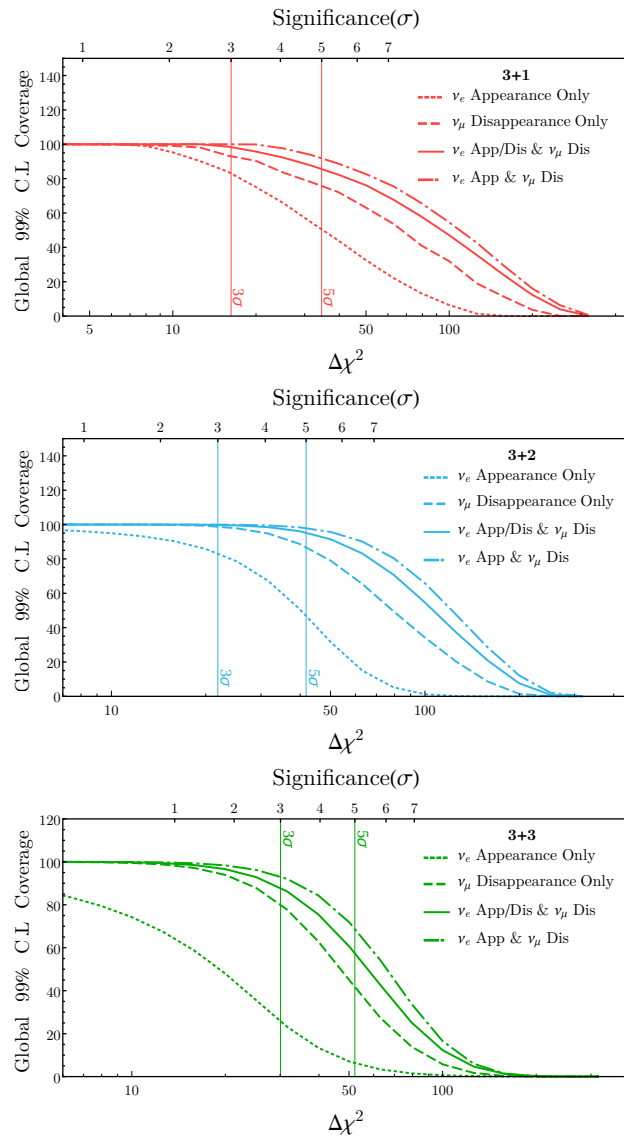 Significance(σ)
1 2 3 4 5 6 7
Global 99% C.L Coverage
140
120
100
80
60
40
20
0
3+1
νe Appearance Only
νμ Disappearance Only
νe App/Dis & νμ Dis
νe App & νμ Dis
3σ 5σ
5 10 50 100
Δχ²
Significance(σ)
1 2 3 4 5 6 7
Global 99% C.L Coverage
140
120
100
80
60
40
20
0
3+2
νe Appearance Only
νμ Disappearance Only
νe App/Dis & νμ Dis
νe App & νμ Dis
3σ 5σ
10 50 100
Δχ²
Significance(σ)
1 2 3 4 5 6 7
Global 99% C.L Coverage
120
100
80
60
40
20
0
3σ 5σ
3+3
νe Appearance Only
νμ Disappearance Only
νe App/Dis & νμ Dis
νe App & νμ Dis
10 50 100
Δχ²